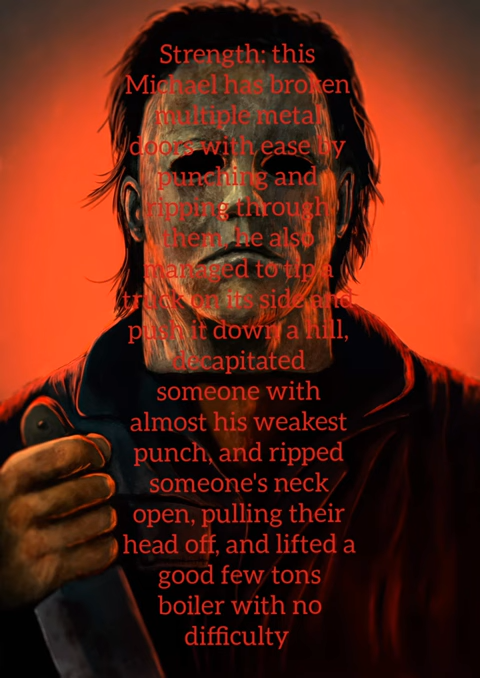 Strength: this
Michael has broken
multiple metal
doors with ease by
punching and
ripping through
them, he also
managed to tip a
truck on its side and
push it down a hill,
decapitated
someone with
almost his weakest
punch, and ripped
someone's neck
open, pulling their
head off, and lifted a
good few tons
boiler with no
difficulty